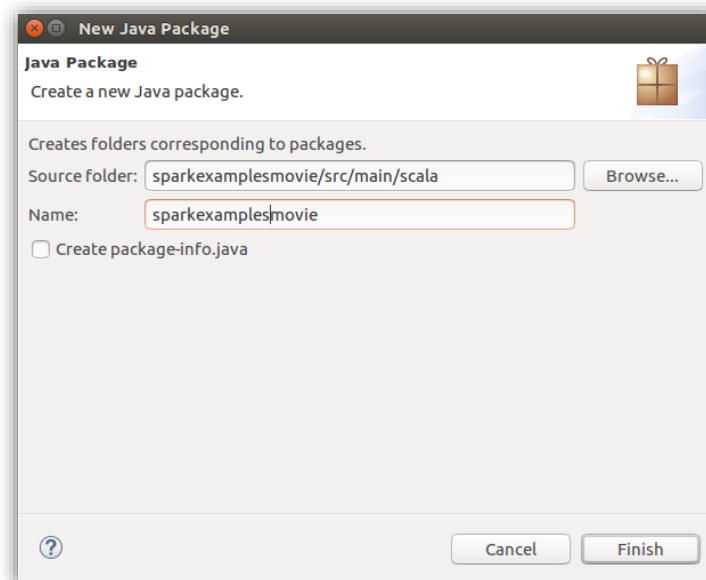 New Java Package
Java Package
Create a new Java package.
Creates folders corresponding to packages.
Source folder: sparkexamplesmovie/src/main/scala Browse...
Name: sparkexamplesmovie
Create package-info.java
? Cancel Finish